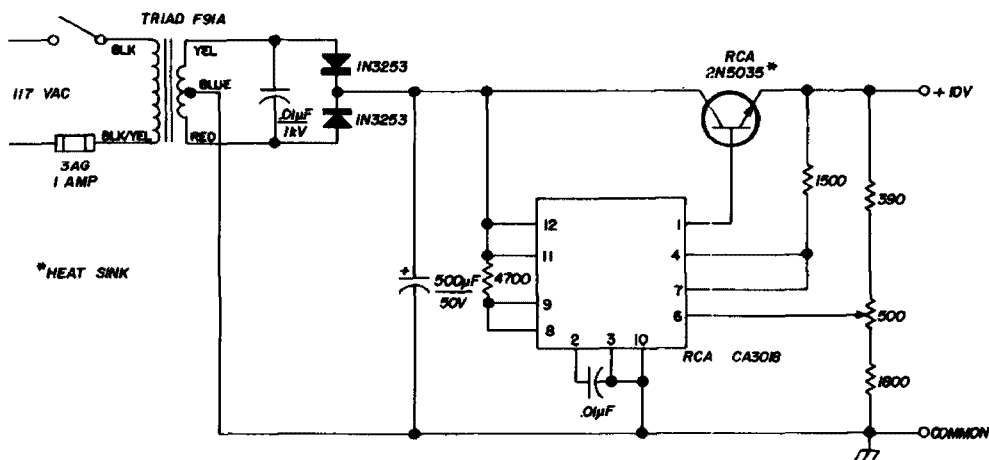 TRIAD F91A
BLK
YEL
BLUE
117 VAC
BLK/YEL
RED
3AG
1 AMP
.01µF
1kV
1N3253
1N3253
RCA
2N5035*
+10V
1500
390
12
11
9
8
1
4
7
6
2
3
10
4700
500
*HEAT SINK
+
500µF
50V
RCA CA3018
.01µF
1800
COMMON